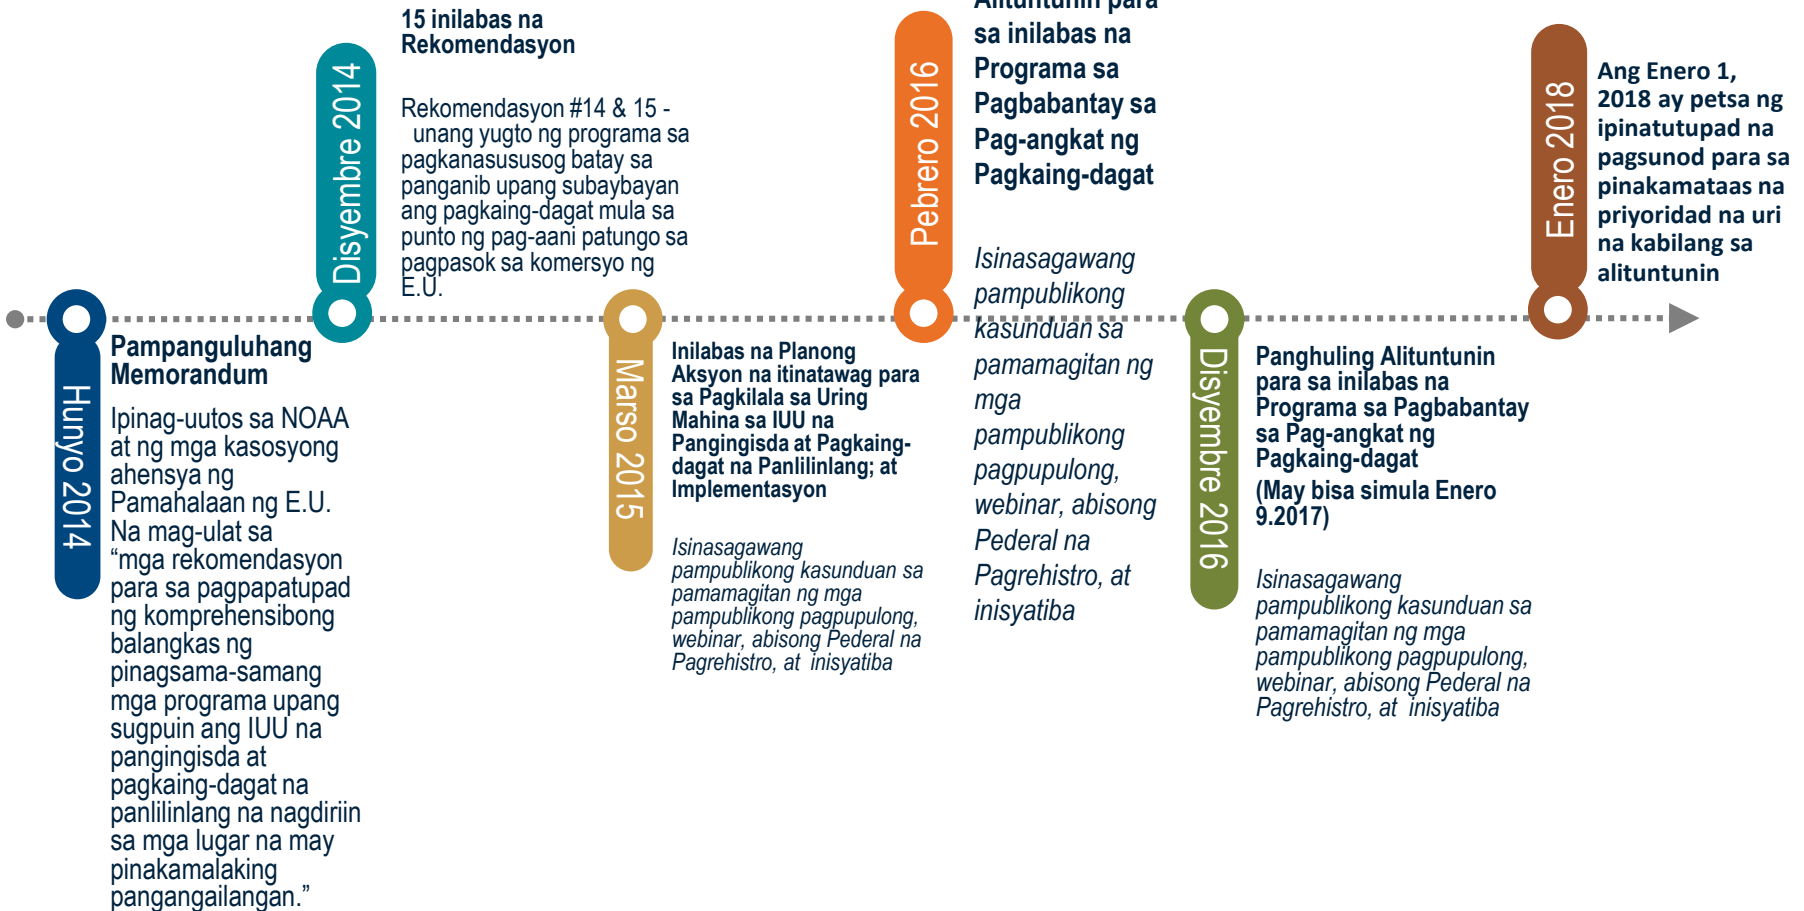 Hunyo 2014
Pampanguluhang
Memorandum
Ipinag-uutos sa NOAA
at ng mga kasosyong
ahensya ng
Pamahalaan ng E.U.
Na mag-ulat sa
“mga rekomendasyon
para sa pagpapatupad
ng komprehensibong
balangkas ng
pinagsama-samang
mga programa upang
sugpuin ang IUU na
pangingisda at
pagkaing-dagat na
panlilinlang na nagdiriin
sa mga lugar na may
pinakamalaking
pangangailangan.”
Disyembre 2014
15 inilabas na
Rekomendasyon
Rekomendasyon #14 & 15 -
unang yugto ng programa sa
pagkanasususog batay sa
panganib upang subaybayan
ang pagkaing-dagat mula sa
punto ng pag-aani patungo sa
pagpasok sa komersyo ng
E.U.
Marso 2015
Inilabas na Planong
Aksyon na itinatawag para
sa Pagkilala sa Uring
Mahina sa IUU na
Pangingisda at Pagkaing-
dagat na Panlilinlang; at
Implementasyon
Isinasagawang
pampublikong kasunduan sa
pamamagitan ng mga
pampublikong pagpupulong,
webinar, abisong Pederal na
Pagrehistro, at inisyatiba
Pebrero 2016
Alituntunin para
sa inilabas na
Programa sa
Pagbabantay sa
Pag-angkat ng
Pagkaing-dagat
Isinasagawang
pampublikong
kasunduan sa
pamamagitan ng
mga
pampublikong
pagpupulong,
webinar, abisong
Pederal na
Pagrehistro, at
inisyatiba
Disyembre 2016
Panghuling Alituntunin
para sa inilabas na
Programa sa Pagbabantay
sa Pag-angkat ng
Pagkaing-dagat
(May bisa simula Enero
9.2017)
Isinasagawang
pampublikong kasunduan sa
pamamagitan ng mga
pampublikong pagpupulong,
webinar, abisong Pederal na
Pagrehistro, at inisyatiba
Enero 2018
Ang Enero 1,
2018 ay petsa ng
ipinatutupad na
pagsunod para sa
pinakamataas na
priyoridad na uri
na kabilang sa
alituntunin